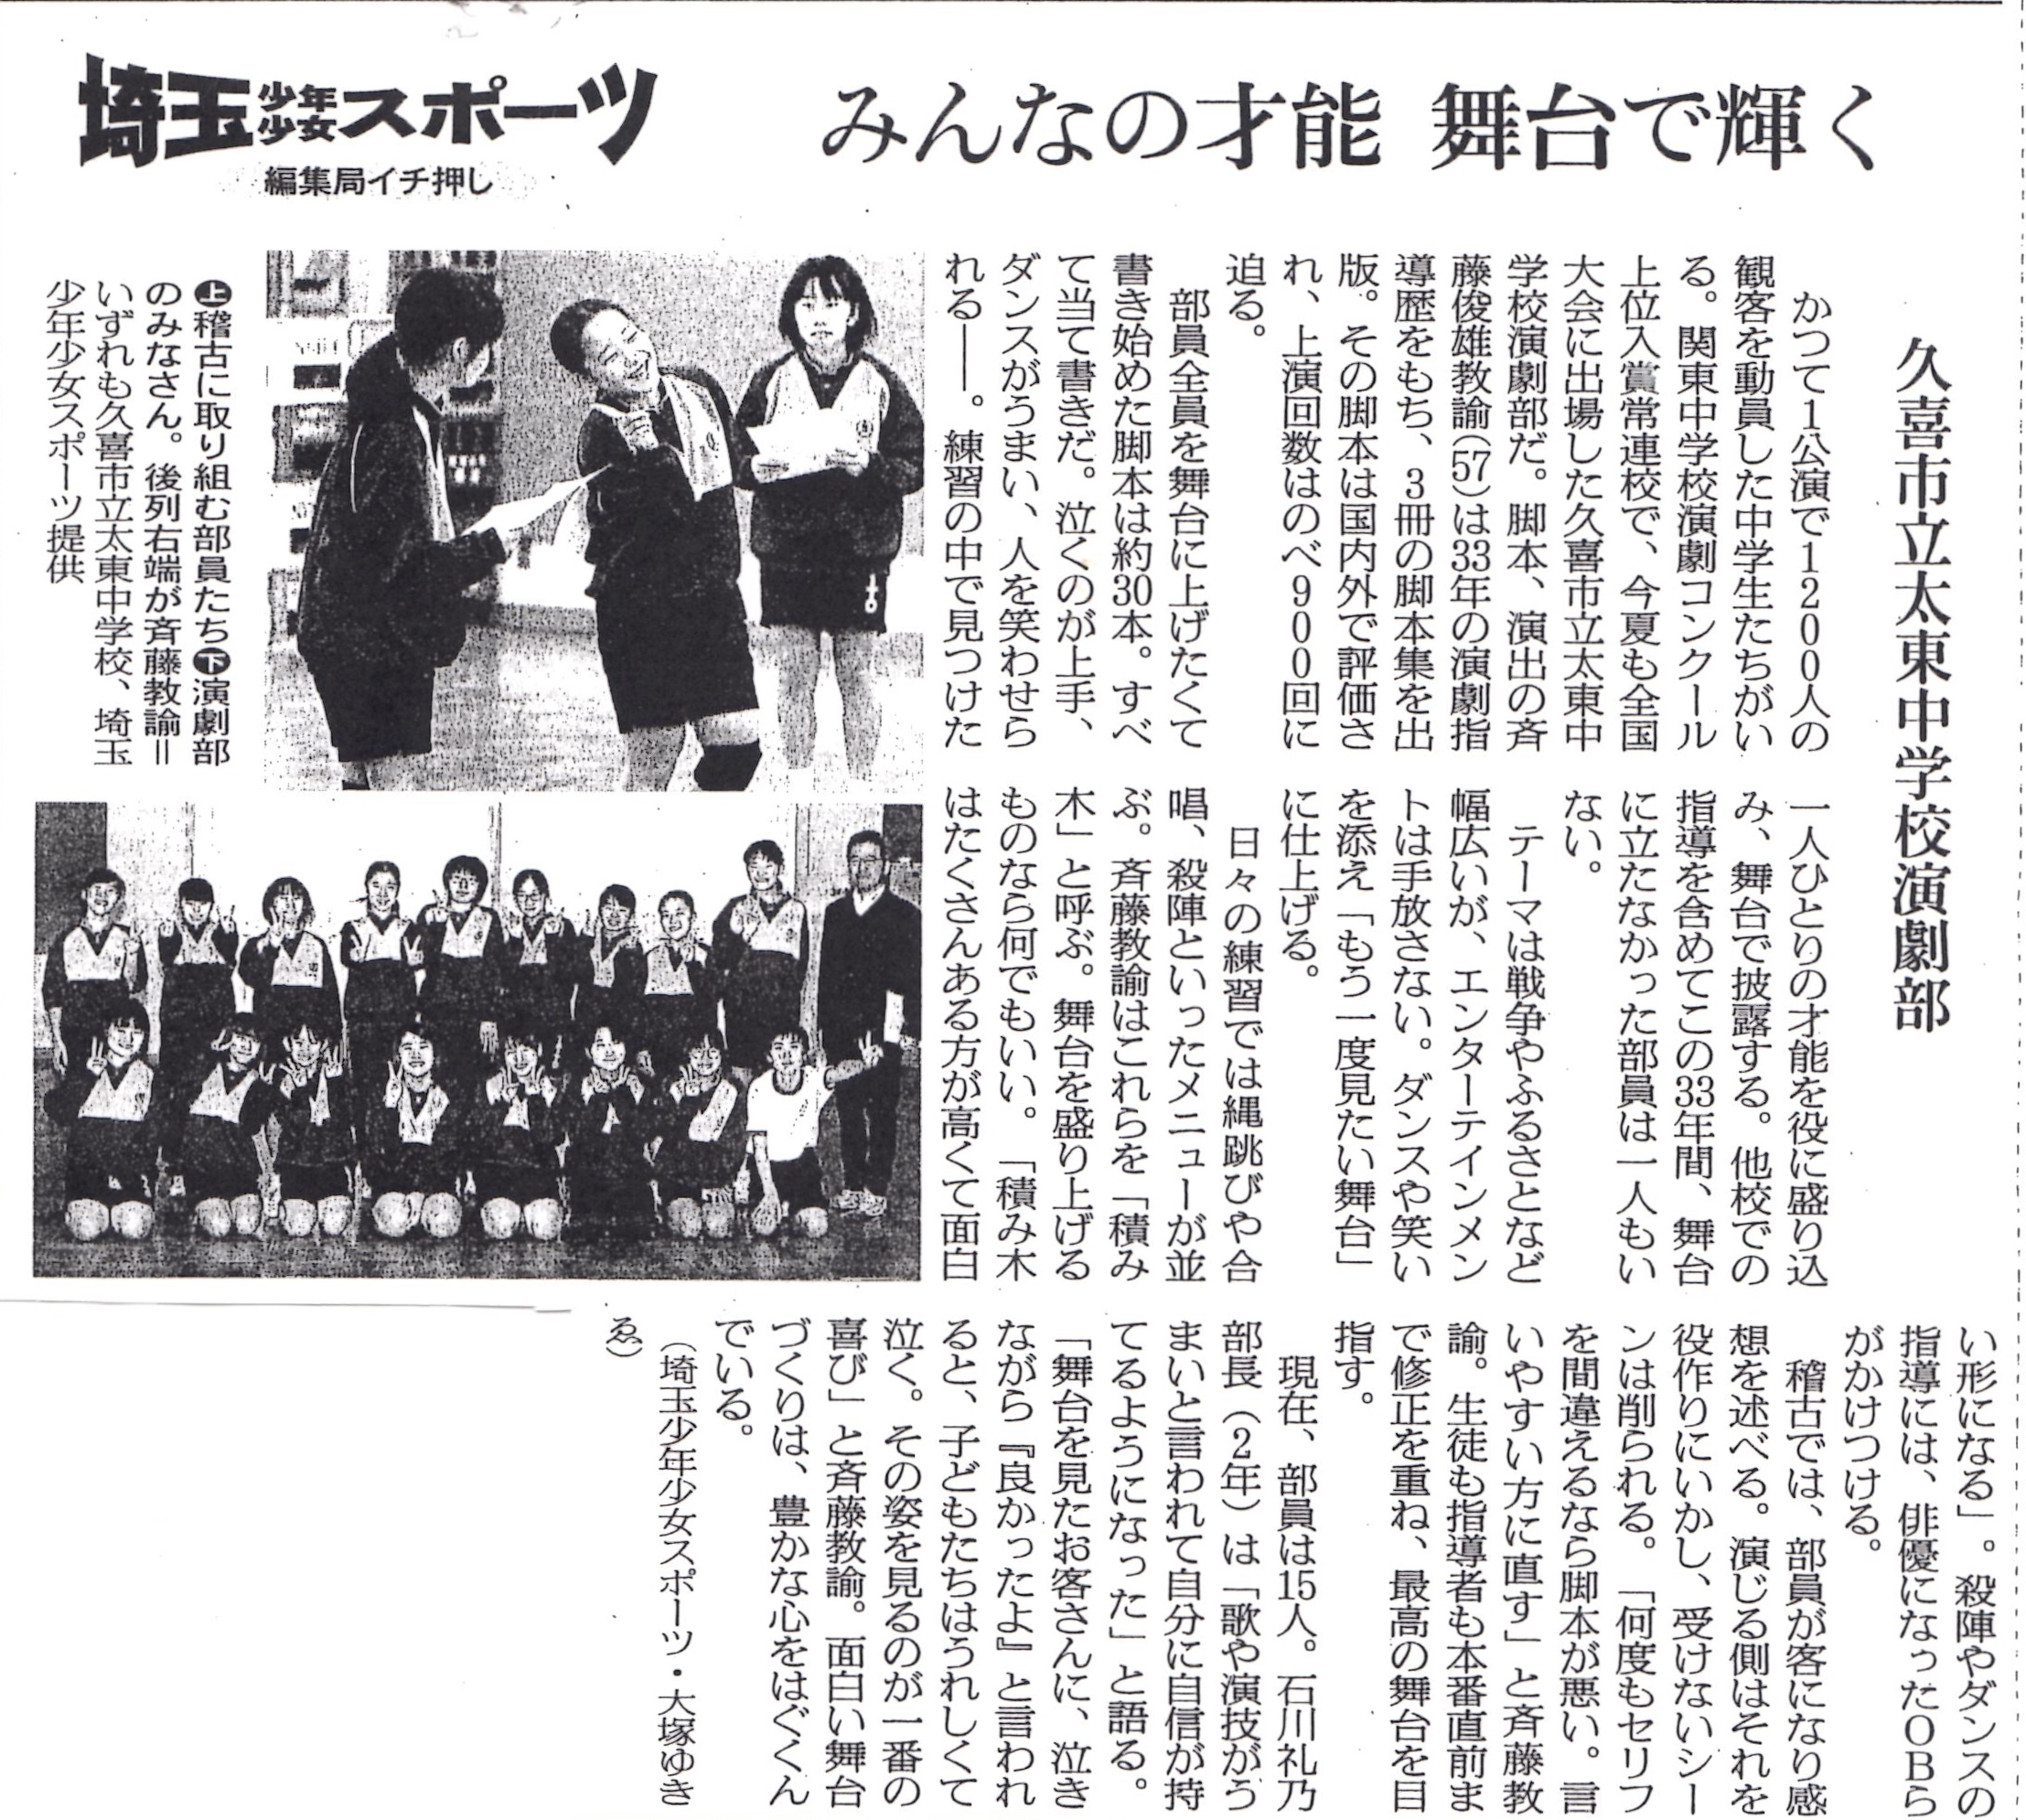 みんなの才能 舞台で輝く
埼玉少年少女スポーツ
編集局イチ押し
久喜市立太東中学校演劇部
かつて1公演で1200人の
観客を動員した中学生たちがい
る。関東中学校演劇コンクール
上位入賞常連校で、今夏も全国
大会に出場した久喜市立太東中
学校演劇部だ。脚本、演出の斉
藤俊雄教諭(57)は33年の演劇指
導歴をもち、3冊の脚本集を出
版。その脚本は国内外で評価さ
れ、上演回数はのべ900回に
迫る。
部員全員を舞台に上げたくて
書き始めた脚本は約30本。すべ
て当て書きだ。泣くのが上手、
ダンスがうまい、人を笑わせら
れる――。練習の中で見つけた
一人ひとりの才能を役に盛り込
み、舞台で披露する。他校での
指導を含めてこの33年間、舞台
に立たなかった部員は一人もい
ない。
テーマは戦争やふるさとなど
幅広いが、エンターテインメン
トは手放さない。ダンスや笑い
を添え「もう一度見たい舞台」
に仕上げる。
日々の練習では縄跳びや合
唱、殺陣といったメニューが並
ぶ。斉藤教諭はこれらを「積み
木」と呼ぶ。舞台を盛り上げる
ものなら何でもいい。「積み木
はたくさんある方が高くて面白
い形になる」。殺陣やダンスの
指導には、俳優になったOBら
がかけつける。
稽古では、部員が客になり感
想を述べる。演じる側はそれを
役作りにいかし、受けないシー
ンは削られる。「何度もセリフ
を間違えるなら脚本が悪い。言
いやすい方に直す」と斉藤教
諭。生徒も指導者も本番直前ま
で修正を重ね、最高の舞台を目
指す。
現在、部員は15人。石川礼乃
部長(2年)は「歌や演技がう
まいと言われて自分に自信が持
てるようになった」と語る。
「舞台を見たお客さんに、泣き
ながら『良かったよ』と言われ
ると、子どもたちはうれしくて
泣く。その姿を見るのが一番の
喜び」と斉藤教諭。面白い舞台
づくりは、豊かな心をはぐくん
でいる。
(埼玉少年少女スポーツ・大塚ゆき
ゑ)
上稽古に取り組む部員たち下演劇部
のみなさん。後列右端が斉藤教諭=
いずれも久喜市立太東中学校、埼玉
少年少女スポーツ提供